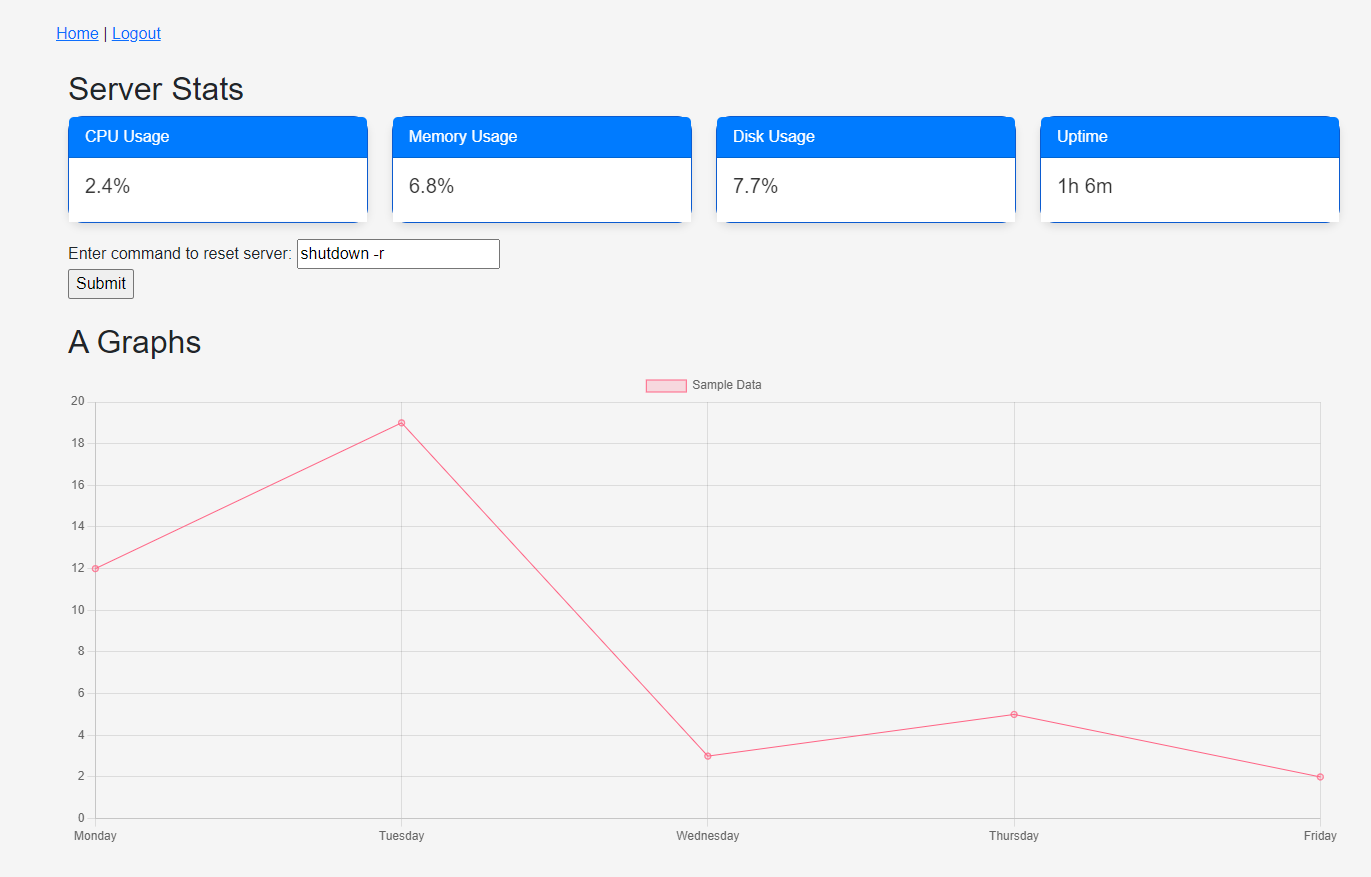 Home | Logout
Server Stats
CPU Usage
2.4%
Memory Usage
6.8%
Disk Usage
7.7%
Uptime
1h 6m
Enter command to reset server: shutdown -r
Submit
A Graphs
Sample Data
20
18
16
14
12
10
8
6
4
2
0
Monday Tuesday Wednesday Thursday Friday